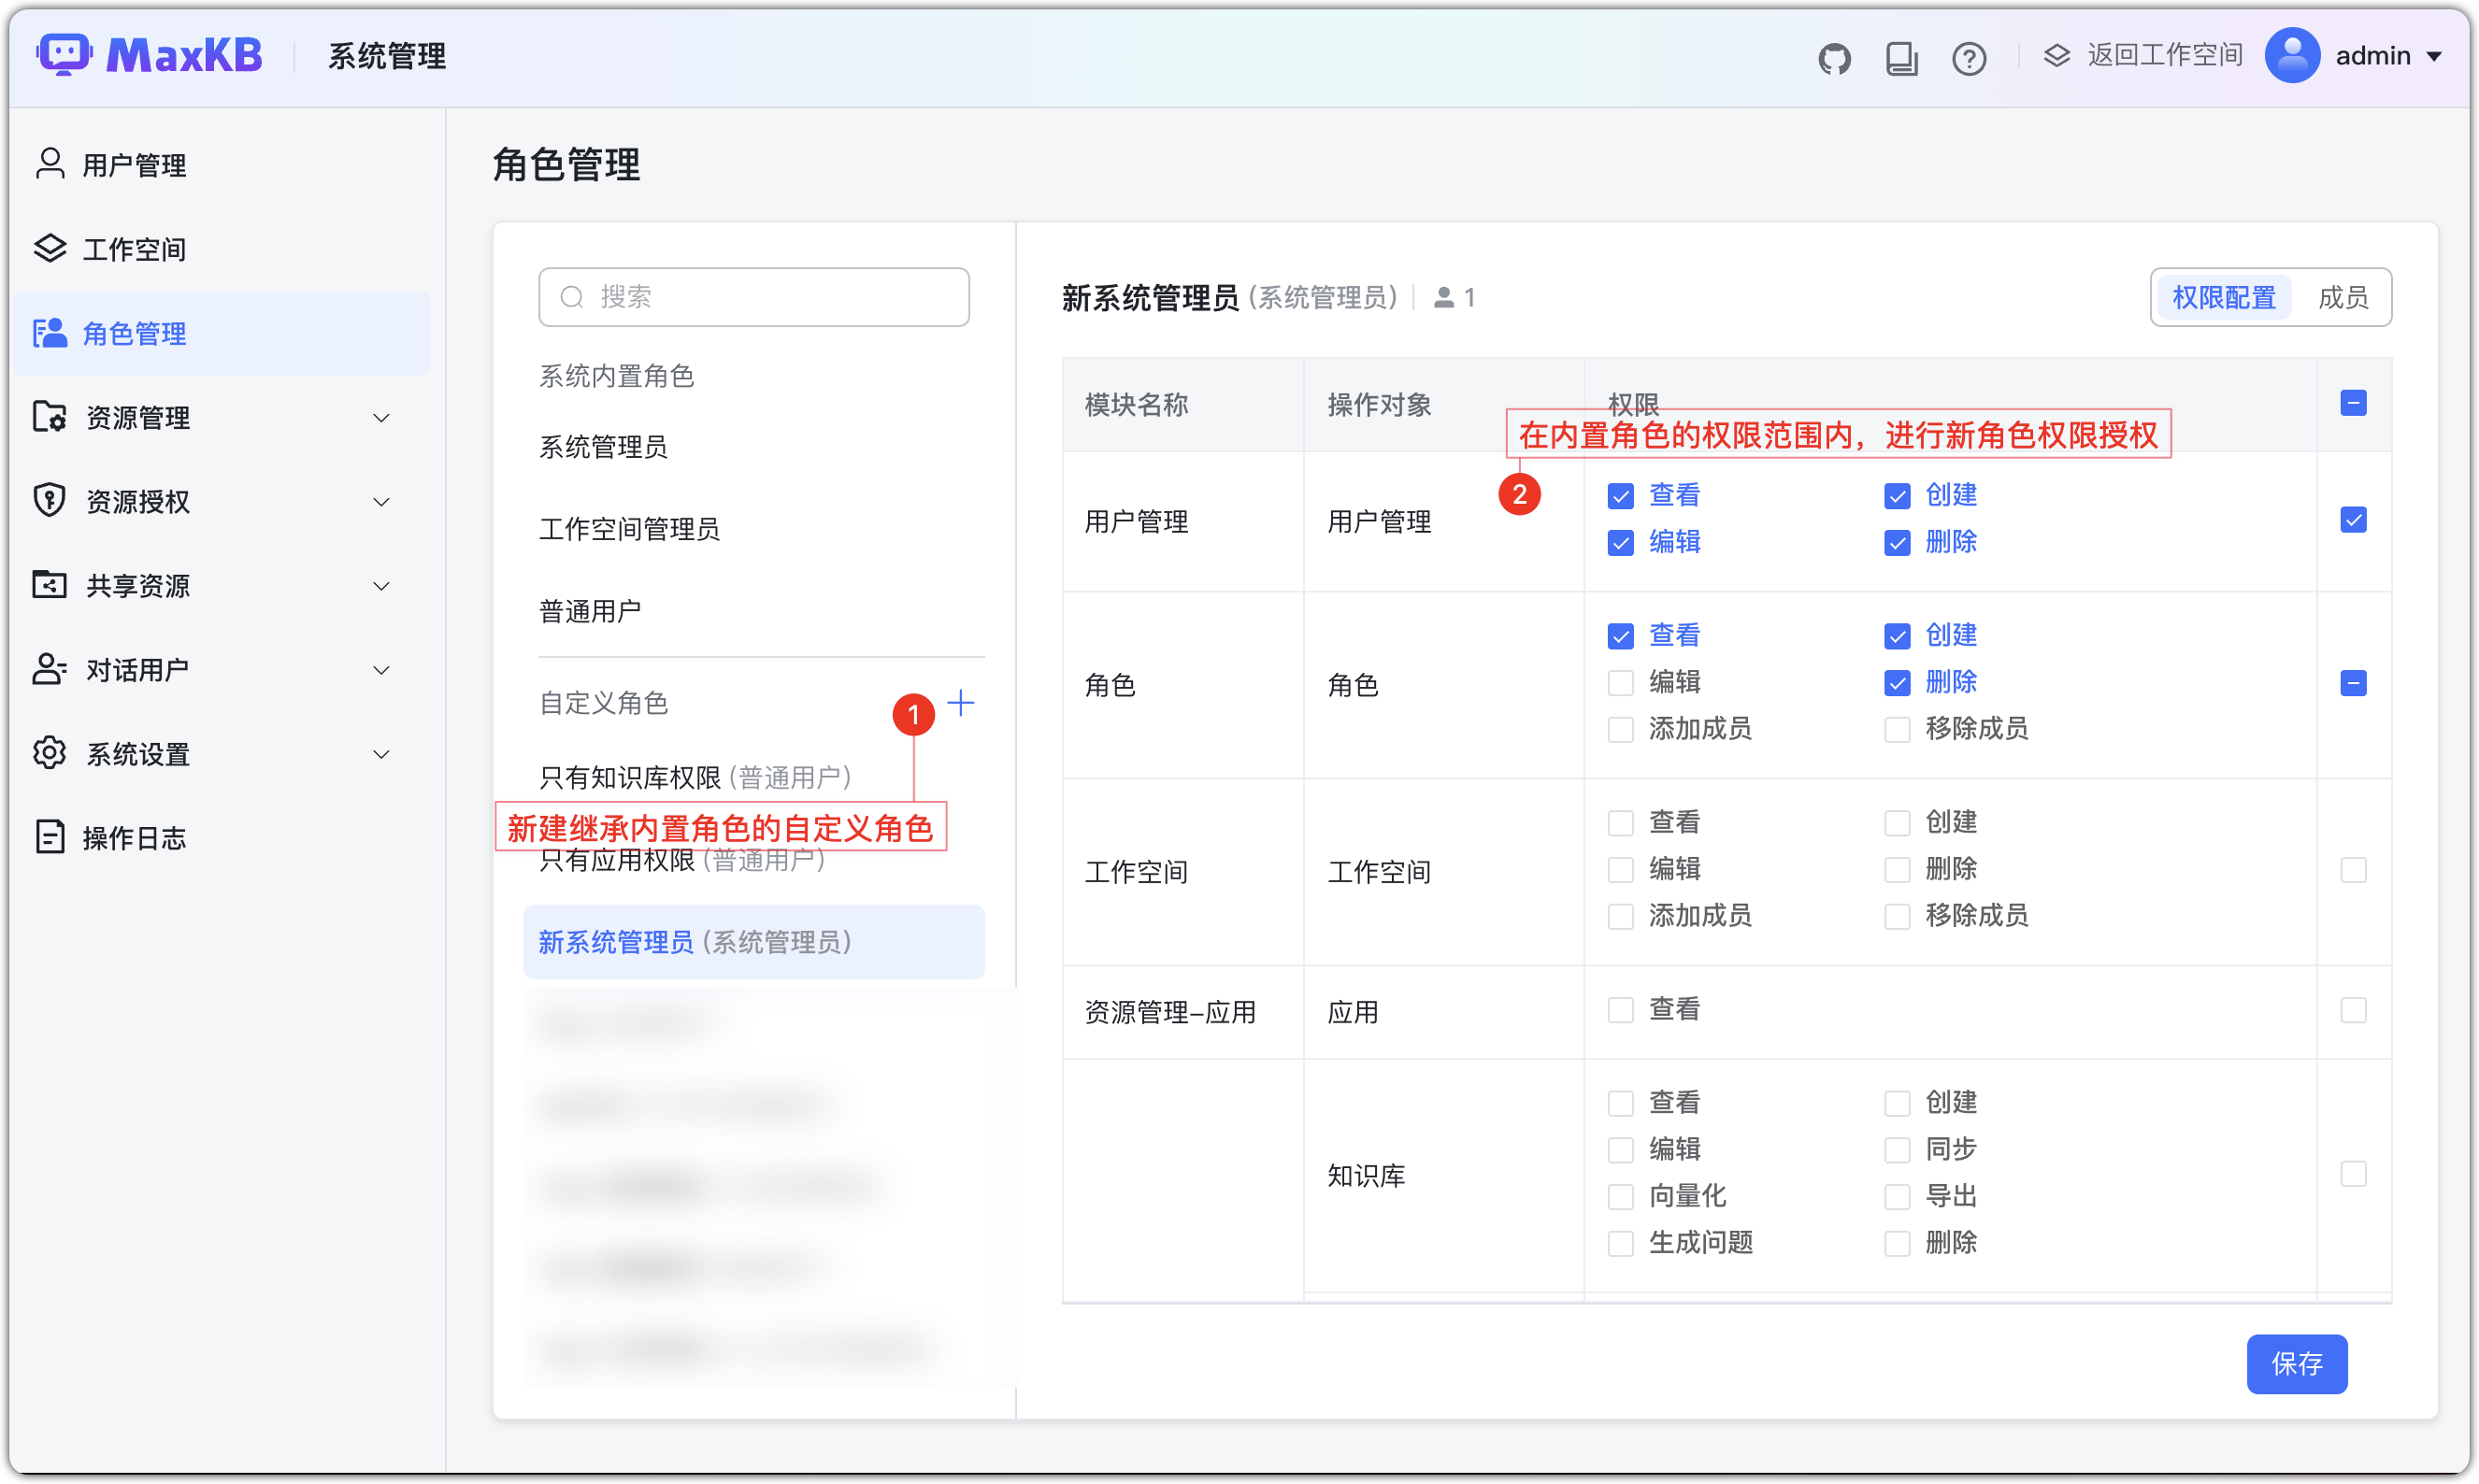 MaxKB
系统管理
返回工作空间
admin
用户管理
工作空间
角色管理
资源管理
资源授权
共享资源
对话用户
系统设置
操作日志
角色管理
搜索
系统内置角色
系统管理员
工作空间管理员
普通用户
自定义角色
1
只有知识库权限 (普通用户)
新建继承内置角色的自定义角色
只有应用权限 (普通用户)
新系统管理员 (系统管理员)
新系统管理员 (系统管理员) 1
权限配置 成员
模块名称 操作对象 权限
在内置角色的权限范围内，进行新角色权限授权
2
用户管理 用户管理
查看 创建
编辑 删除
角色 角色
查看 创建
编辑 删除
添加成员 移除成员
工作空间 工作空间
查看 创建
编辑 删除
添加成员 移除成员
资源管理-应用 应用 查看
知识库
查看 创建
编辑 同步
向量化 导出
生成问题 删除
保存